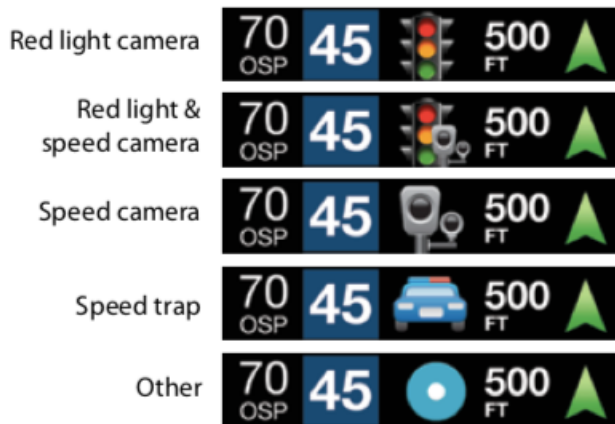 Red light camera 70 OSP 45 500 FT
Red light &
speed camera 70 OSP 45 500 FT
Speed camera 70 OSP 45 500 FT
Speed trap 70 OSP 45 500 FT
Other 70 OSP 45 500 FT